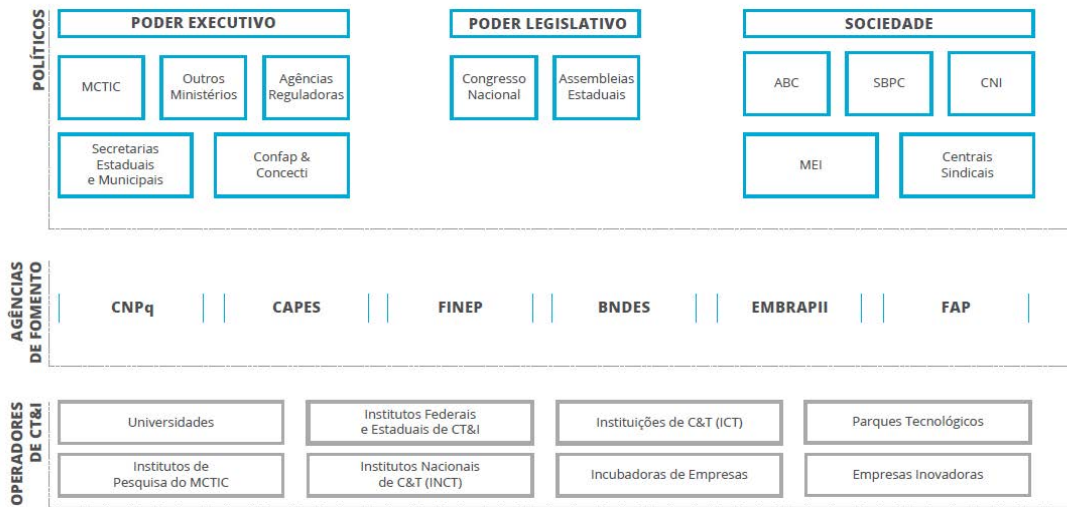 POLÍTICOS
PODER EXECUTIVO
PODER LEGISLATIVO
SOCIEDADE
MCTIC
Outros
Ministérios
Agências
Reguladoras
Congresso
Nacional
Assembleias
Estaduais
ABC
SBPC
CNI
Secretarias
Estaduais
e Municipais
Confap &
Concecti
MEI
Centrais
Sindicais
AGÊNCIAS
DE FOMENTO
CNPq
CAPES
FINEP
BNDES
EMBRAPII
FAP
OPERADORES
DE CT&I
Universidades
Institutos Federais
e Estaduais de CT&I
Instituições de C&T (ICT)
Parques Tecnológicos
Institutos de
Pesquisa do MCTIC
Institutos Nacionais
de C&T (INCT)
Incubadoras de Empresas
Empresas Inovadoras